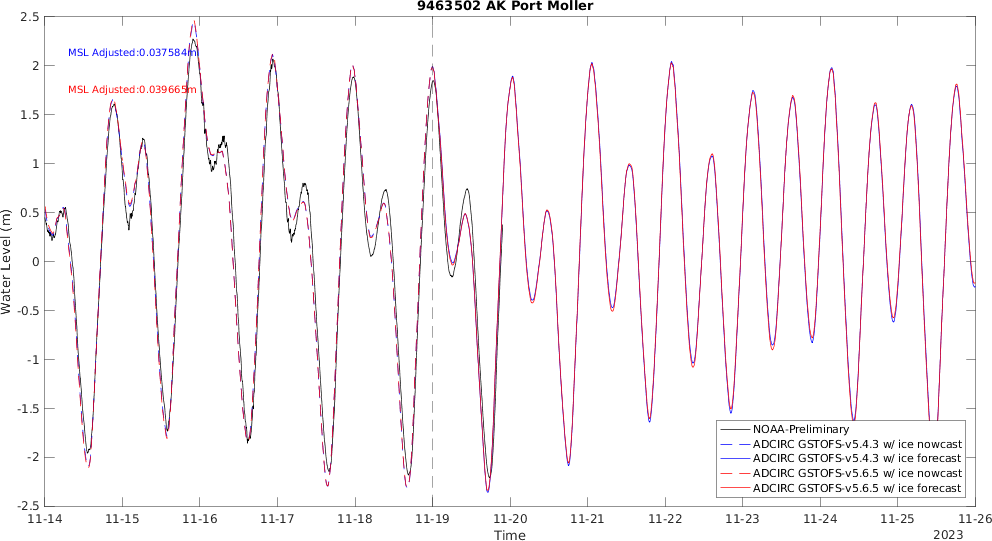 9463502 AK Port Moller
MSL Adjusted:0.037584m
MSL Adjusted:0.039665m
Water Level (m)
2.5
2
1.5
1
0.5
0
-0.5
-1
-1.5
-2
-2.5
NOAA-Preliminary
ADCIRC GSTOFS-v5.4.3 w/ ice nowcast
ADCIRC GSTOFS-v5.4.3 w/ ice forecast
ADCIRC GSTOFS-v5.6.5 w/ ice nowcast
ADCIRC GSTOFS-v5.6.5 w/ ice forecast
11-14 11-15 11-16 11-17 11-18 11-19 11-20 11-21 11-22 11-23 11-24 11-25 11-26
Time
2023